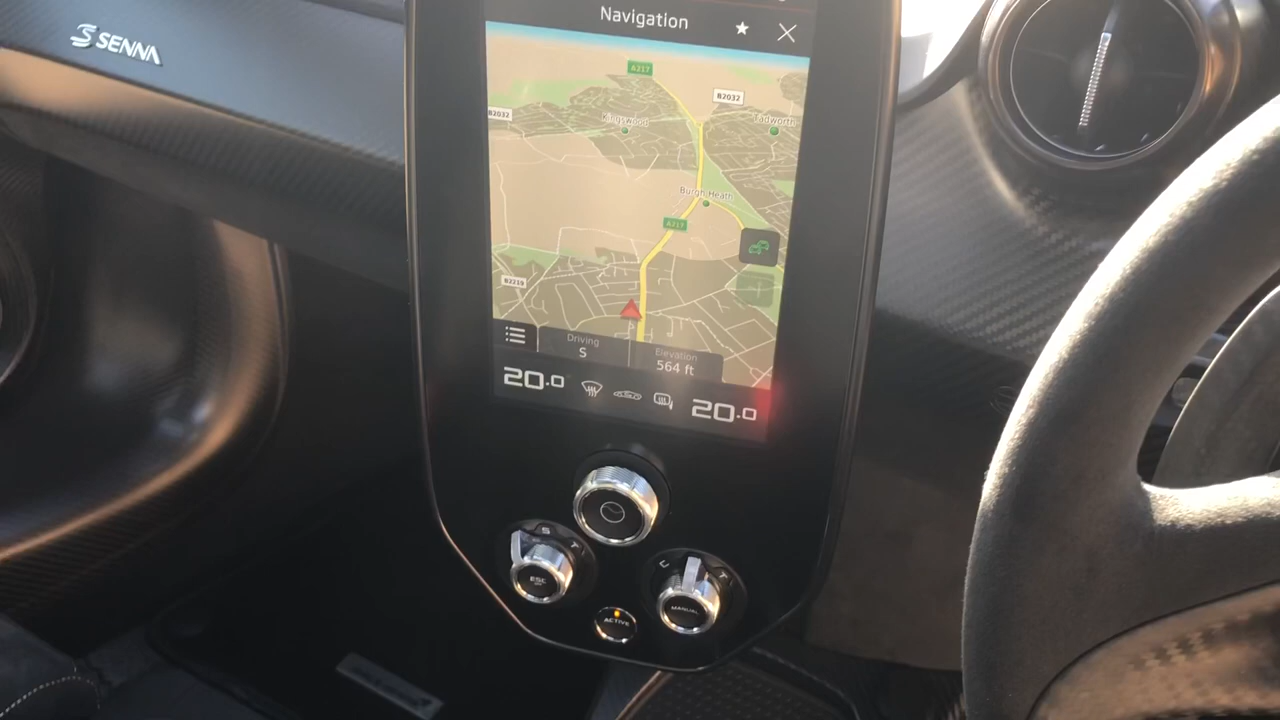 SENNA
Navigation
A217
B2032
B2032
Kingswood
Tadworth
Burgh Heath
A217
B2219
Driving
S
Elevation
564 ft
20.0
20.0
S
T
ESC
OFF
C
T
MANUAL
ACTIVE